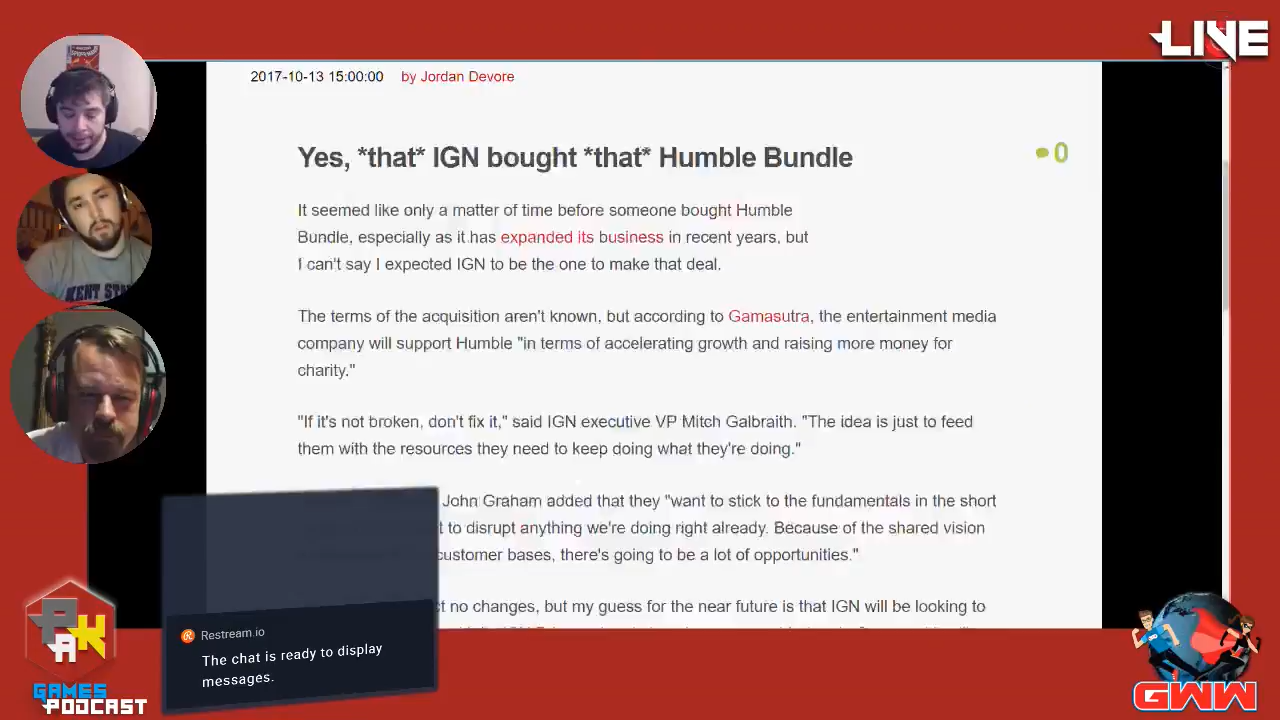 LIVE
2017-10-13 15:00:00 by Jordan Devore
Yes, *that* IGN bought *that* Humble Bundle
0
It seemed like only a matter of time before someone bought Humble
Bundle, especially as it has expanded its business in recent years, but
I can't say I expected IGN to be the one to make that deal.
The terms of the acquisition aren't known, but according to Gamasutra, the entertainment media
company will support Humble "in terms of accelerating growth and raising more money for
charity."
"If it's not broken, don't fix it," said IGN executive VP Mitch Galbraith. "The idea is just to feed
them with the resources they need to keep doing what they're doing."
John Graham added that they "want to stick to the fundamentals in the short
t to disrupt anything we're doing right already. Because of the shared vision
customer bases, there's going to be a lot of opportunities."
ct no changes, but my guess for the near future is that IGN will be looking to
KENT
Restream.io
The chat is ready to display
messages.
PAK
GAMES
PODCAST
GWW